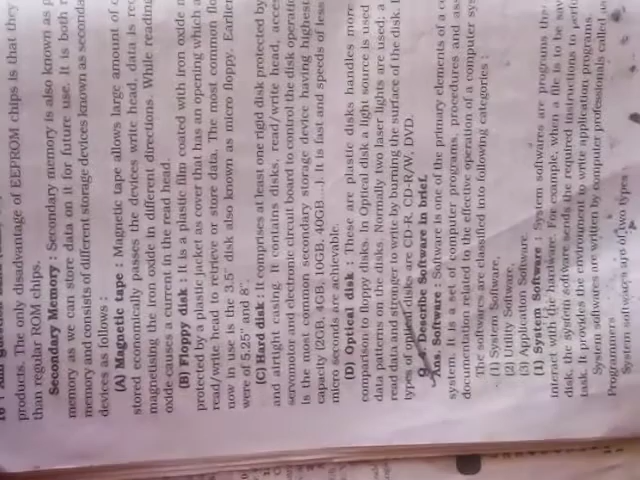 products. The only disadvantage of EEPROM chips is that they
than regular ROM chips.
Secondary Memory : Secondary memory is also known as
memory as we can store data on it for future use. It is both
memory and consists of different storage devices known as
devices as follows :
(A) Magnetic tape : Magnetic tape allows large amount of
stored economically passes the devices write head, data is
magnetising the iron oxide in different directions. While reading
oxide causes a current in the read head.
(B) Floppy disk : It is a plastic film coated with iron oxide
protected by a plastic jacket as cover that has an opening which
read/write head to retrieve or store data. The most common
now in use is the 3.5" disk also known as micro floppy. Earlier
were of 5.25" and 8".
(C) Hard disk : It comprises at least one rigid disk protected by
and airtight casing. It contains disks, read/write head,
servomotor and electronic circuit board to control the disk
is the most common secondary storage device having highest
capacity (2GB, 4GB, 10GB, 40GB ...). It is fast and speeds of less
micro seconds are achievable.
(D) Optical disk : These are plastic disks handles more
comparison to floppy disks. In Optical disk a light source is used
data patterns on the disks. Normally two laser lights are used; a
read data and stronger to write by burning the surface of the disk.
types of optical disks are CD-R, CD-R/W, DVD.
Q. Describe Software in brief.
Ans. Software : Software is one of the primary elements of a
system. It is a set of computer programs, procedures and
documentation related to the effective operation of a computer
The softwares are classified into following categories :
(1) System Software,
(2) Utility Software,
(3) Application Software.
(1) System Software : System softwares are programs
interact with the hardware. For example, when a file is to be
disk, the system software sends the required instructions to
task. It provides the environment to write application programs.
System softwares are written by computer professionals called
Programmers
System softwares are of two types :